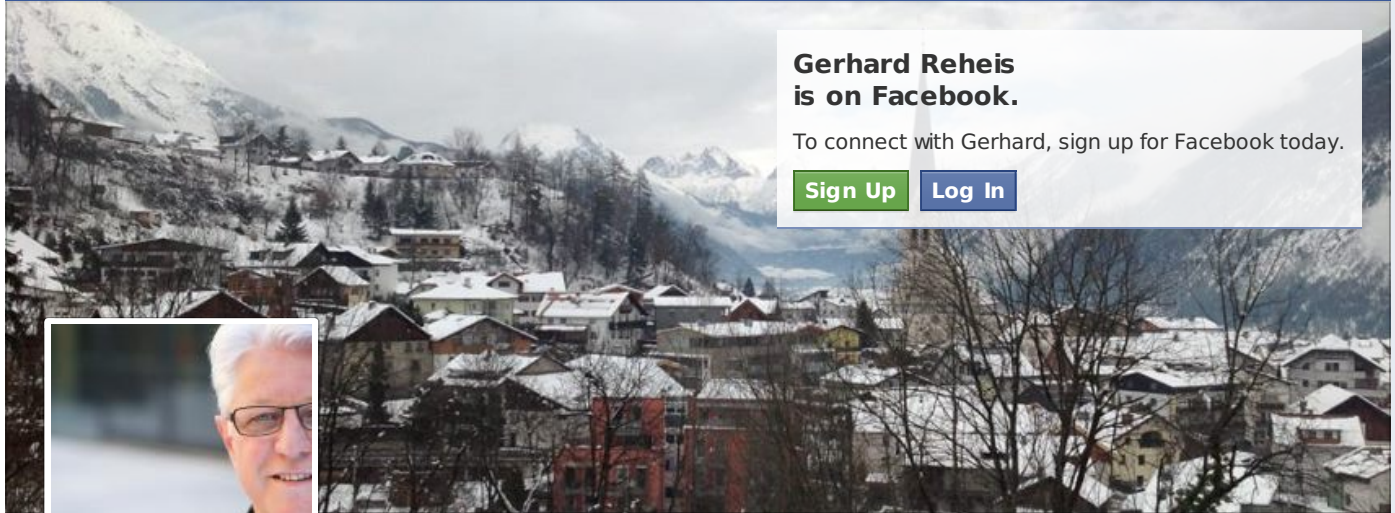 Gerhard Reheis
is on Facebook.
To connect with Gerhard, sign up for Facebook today.
Sign Up
Log In